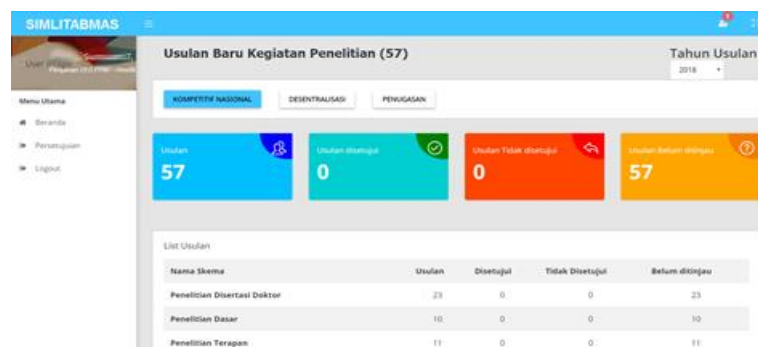 SIMLITABMAS
Usulan Baru Kegiatan Penelitian (57)
Tahun Usulan
2018
KOMPETITIF NASIONAL
DESENTRALISASI
PENUGASAN
Menu Utama
Beranda
Persetujuan
Logout
Usulan
57
Usulan disetujui
0
Usulan Tidak disetujui
0
Usulan Belum ditinjau
57
List Usulan
Nama Skema Usulan Disetujui Tidak Disetujui Belum ditinjau
Penelitian Disertasi Doktor 23 0 0 23
Penelitian Dasar 10 0 0 10
Penelitian Terapan 11 0 0 11